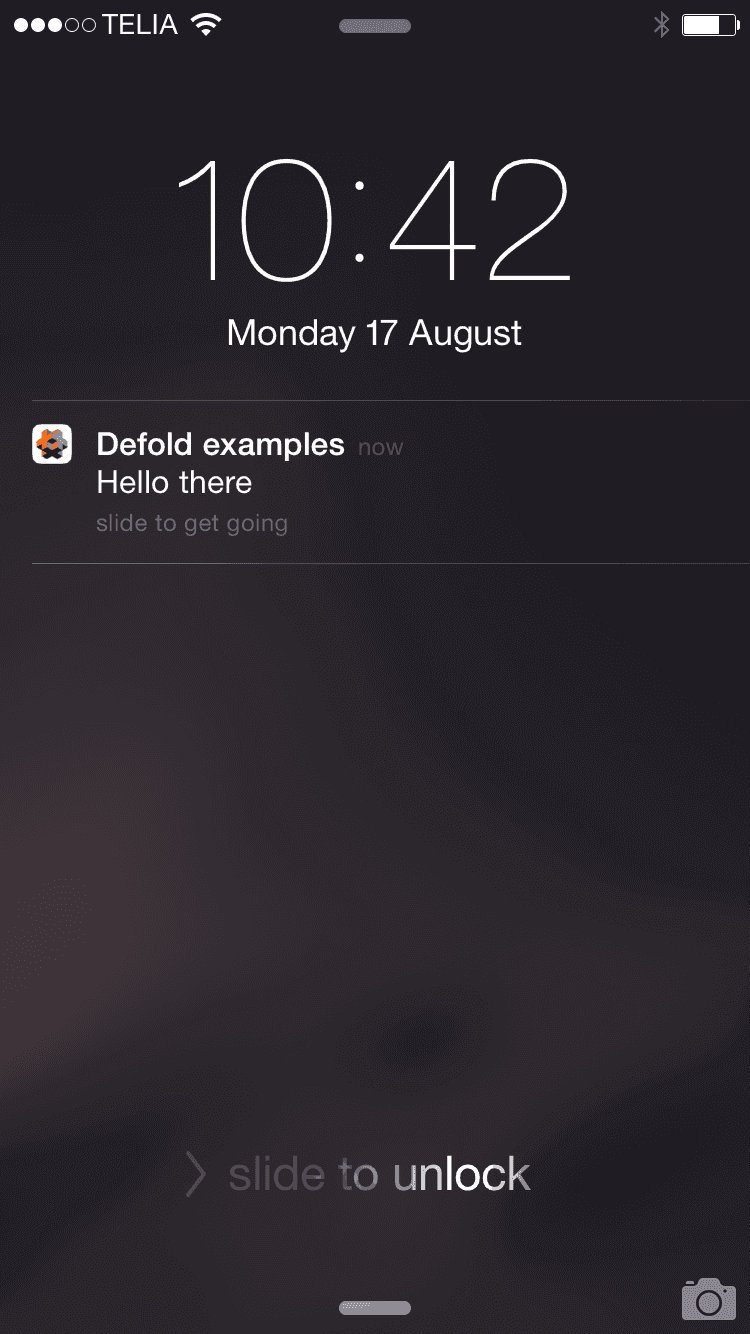 TELIA
10:42
Monday 17 August
Defold examples now
Hello there
slide to get going
slide to unlock